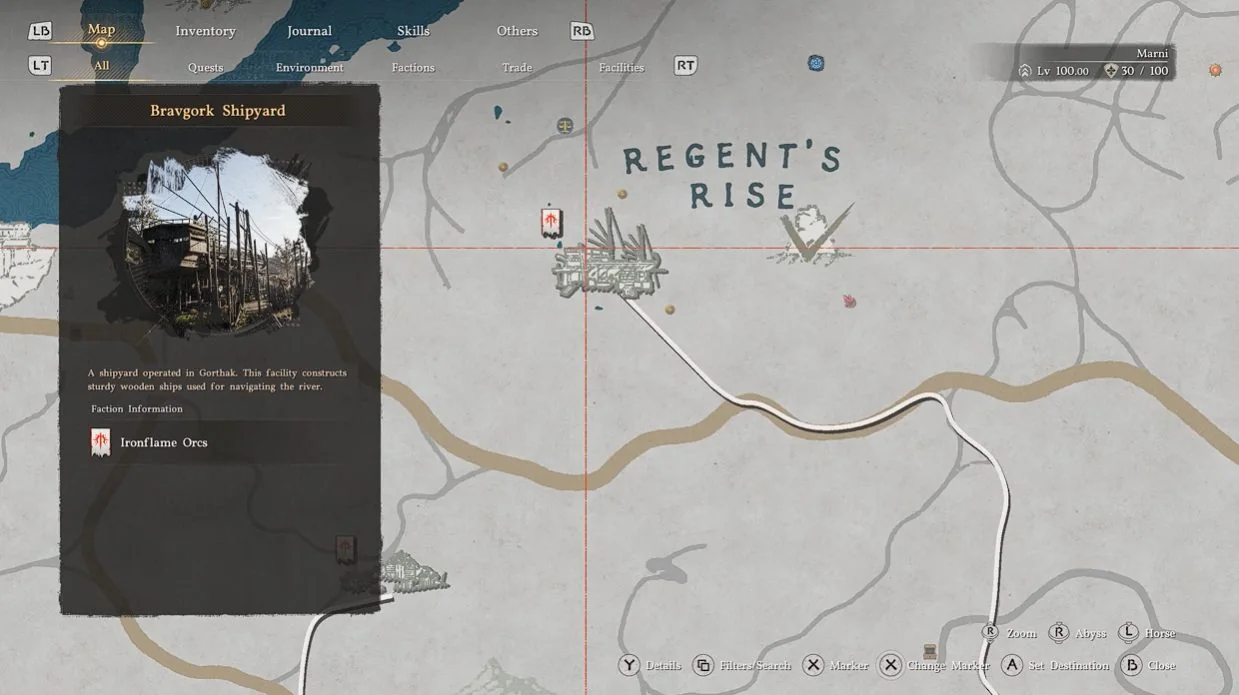 LB Map Inventory Journal Skills Others RB
LT All Quests Environment Factions Trade Facilities RT
Marni
Lv 100.00 30 / 100
Bravgork Shipyard
REGENT'S
RISE
A shipyard operated in Gorthak. This facility constructs
sturdy wooden ships used for navigating the river.
Faction Information
Ironflame Orcs
R Zoom R Abyss L Horse
Y Details Filters/Search X Marker X Change Marker A Set Destination B Close